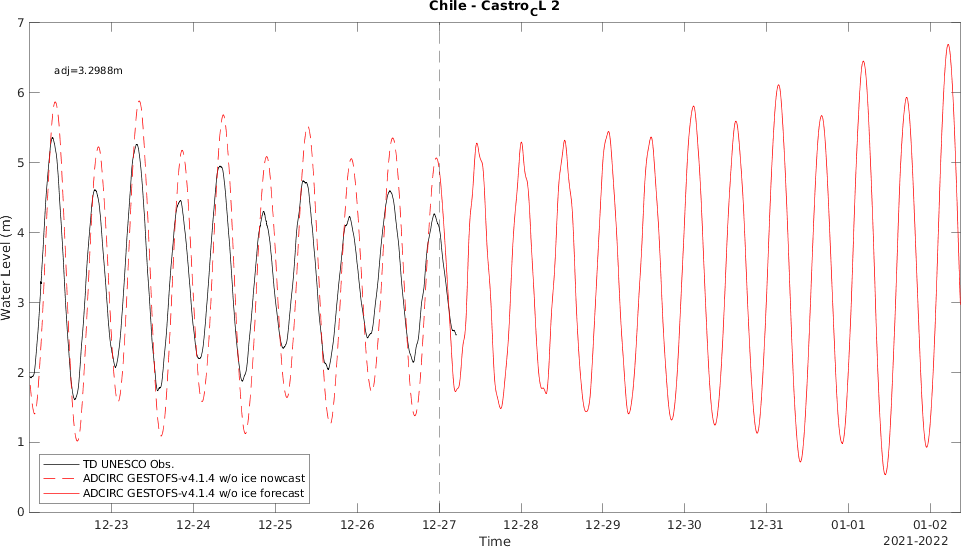 Chile - Castro_CL 2
adj=3.2988m
Water Level (m)
7
6
5
4
3
2
1
0
TD UNESCO Obs.
ADCIRC GESTOFS-v4.1.4 w/o ice nowcast
ADCIRC GESTOFS-v4.1.4 w/o ice forecast
12-23 12-24 12-25 12-26 12-27 12-28 12-29 12-30 12-31 01-01 01-02
Time
2021-2022